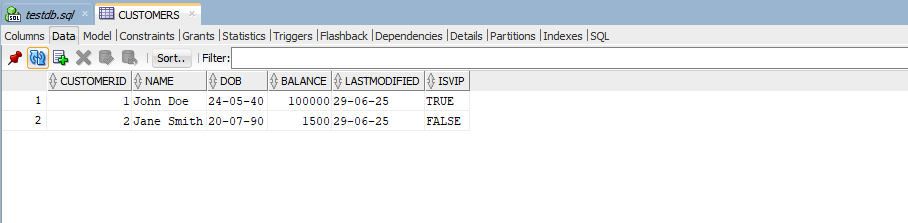 testdb.sql CUSTOMERS
Columns Data Model Constraints Grants Statistics Triggers Flashback Dependencies Details Partitions Indexes SQL
Sort.. Filter:
CUSTOMERID NAME DOB BALANCE LASTMODIFIED ISVIP
1 1 John Doe 24-05-40 100000 29-06-25 TRUE
2 2 Jane Smith 20-07-90 1500 29-06-25 FALSE